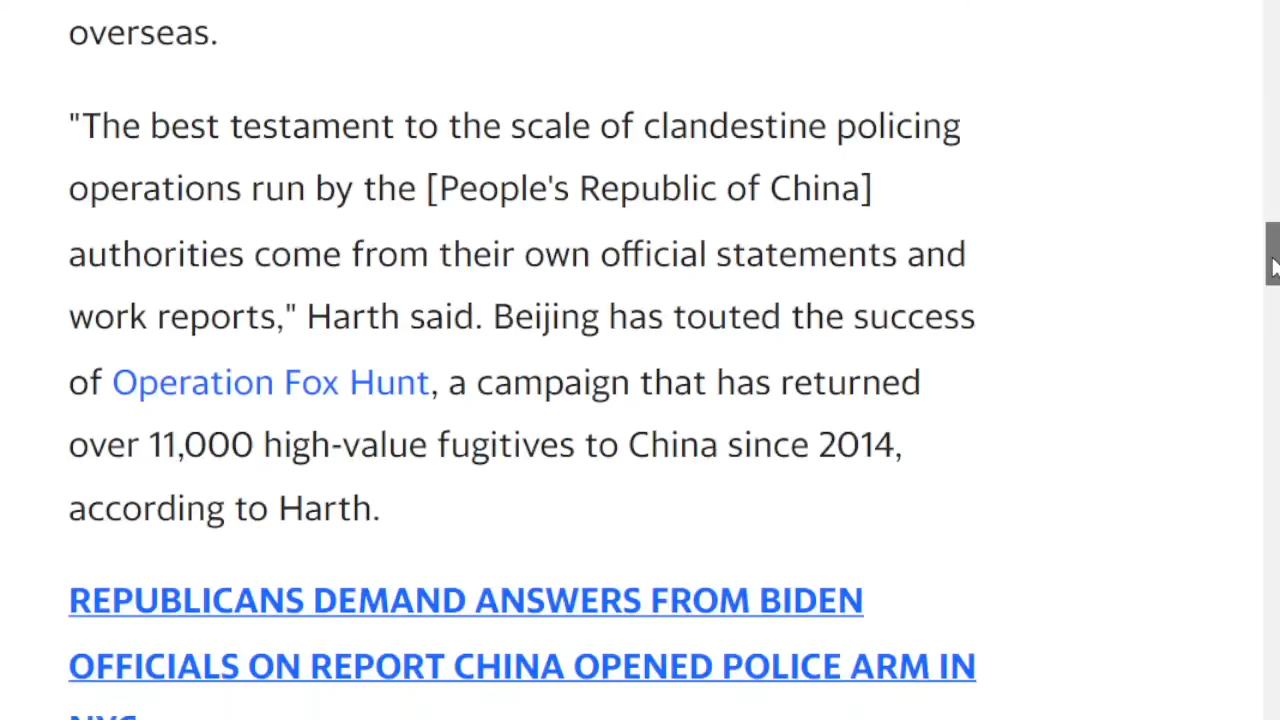 overseas.
"The best testament to the scale of clandestine policing
operations run by the [People's Republic of China]
authorities come from their own official statements and
work reports," Harth said. Beijing has touted the success
of Operation Fox Hunt, a campaign that has returned
over 11,000 high-value fugitives to China since 2014,
according to Harth.
REPUBLICANS DEMAND ANSWERS FROM BIDEN
OFFICIALS ON REPORT CHINA OPENED POLICE ARM IN
NYC